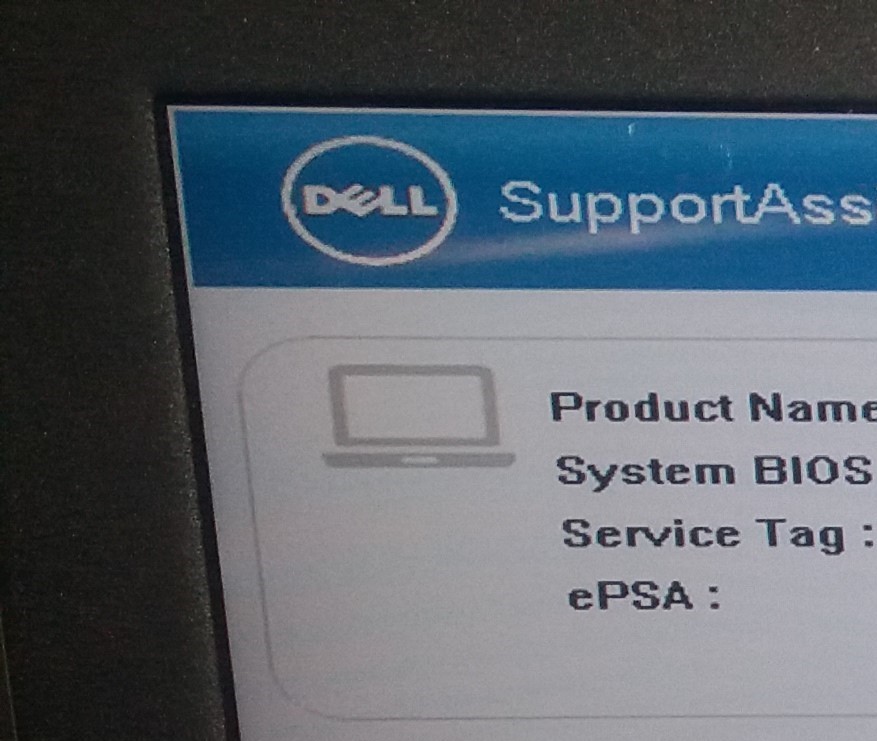 DELL SupportAss
Product Name
System BIOS
Service Tag :
ePSA :